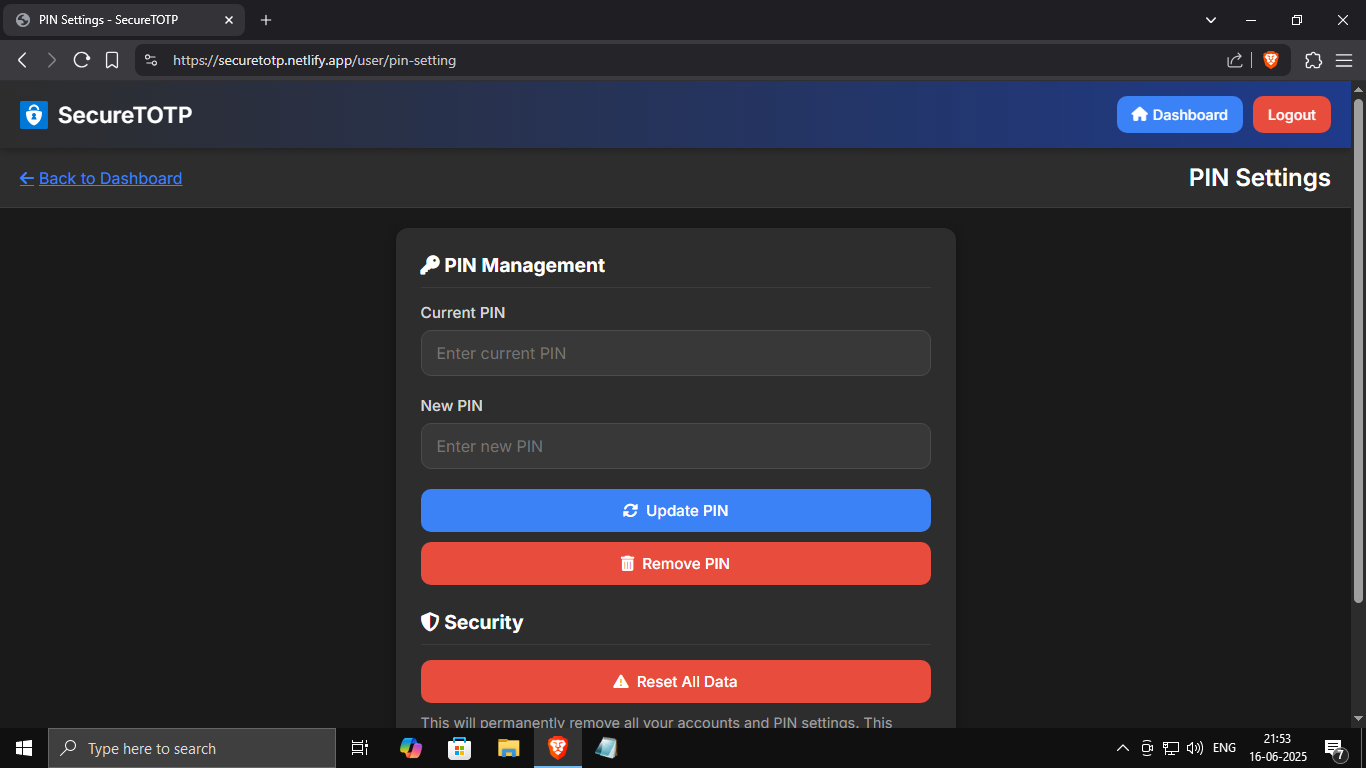 PIN Settings - SecureTOTP
https://securetotp.netlify.app/user/pin-setting
SecureTOTP
Dashboard
Logout
Back to Dashboard
PIN Settings
PIN Management
Current PIN
Enter current PIN
New PIN
Enter new PIN
Update PIN
Remove PIN
Security
Reset All Data
This will permanently remove all your accounts and PIN settings. This
Type here to search
ENG
21:53
16-06-2025
7